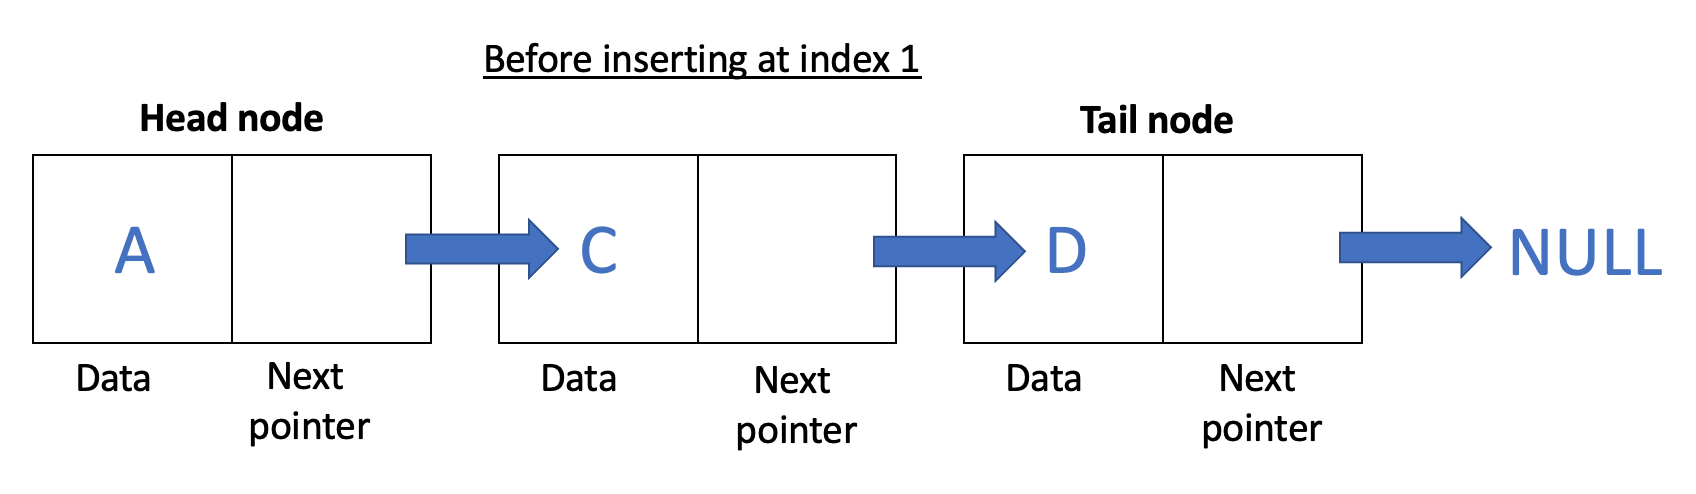 Before inserting at index 1
Head node
Tail node
A
C
D
NULL
Data
Next
pointer
Data
Next
pointer
Data
Next
pointer